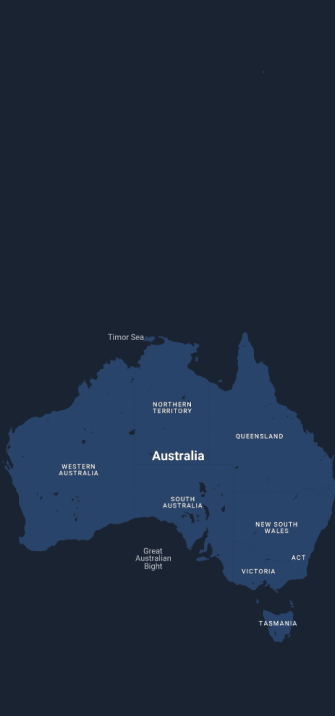 Timor Sea
NORTHERN
TERRITORY
QUEENSLAND
Australia
WESTERN
AUSTRALIA
SOUTH
AUSTRALIA
NEW SOUTH
WALES
Great
Australian
Bight
ACT
VICTORIA
TASMANIA